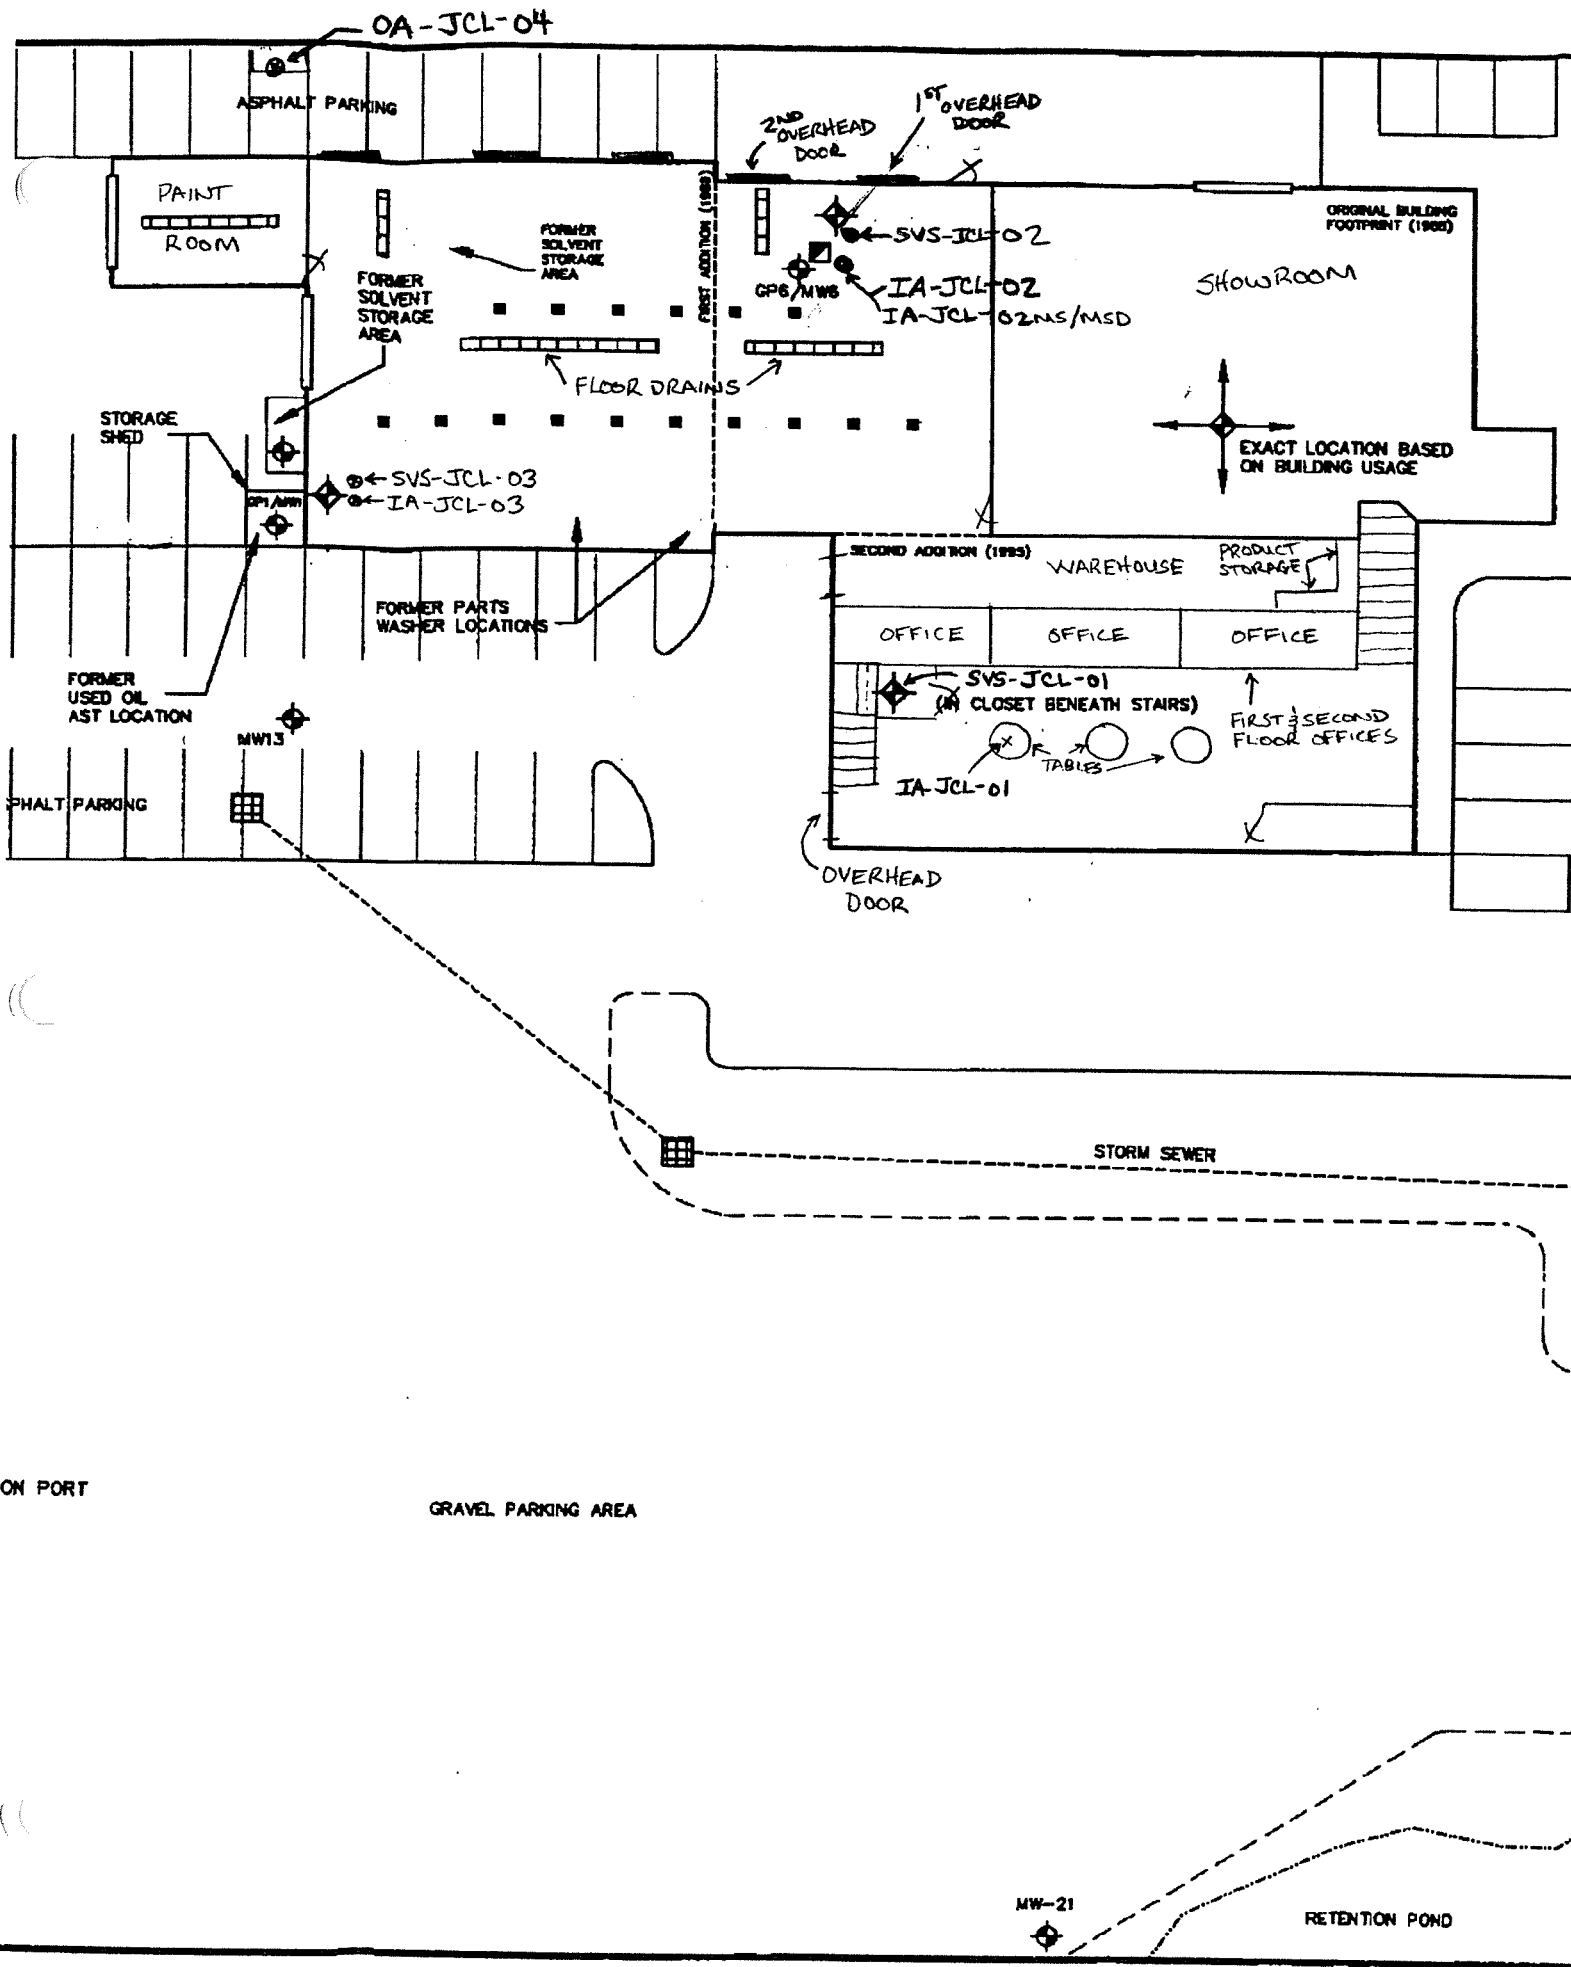 OA-JCL-04
ASPHALT PARKING
1ST OVERHEAD
DOOR
2ND
OVERHEAD
DOOR
PAINT
ROOM
FORMER
SOLVENT
STORAGE
AREA
FORMER
SOLVENT
STORAGE
AREA
FIRST ADDITION (1988)
SVS-JCL-02
GP6/MW6
IA-JCL-02
IA-JCL-02MS/MSD
ORIGINAL BUILDING
SHOWROOM
FLOOR DRAINS
STORAGE
SHED
EXACT LOCATION BASED
ON BUILDING USAGE
SVS-JCL-03
IA-JCL-03
GP1/MW1
SECOND ADDITION (1995)
WAREHOUSE
PRODUCT
STORAGE
FORMER PARTS
WASHER LOCATIONS
OFFICE
OFFICE
OFFICE
FORMER
USED OIL
AST LOCATION
SVS-JCL-01
(IN CLOSET BENEATH STAIRS)
FIRST & SECOND
FLOOR OFFICES
MW13
TABLES
IA-JCL-01
PHALT PARKING
OVERHEAD
DOOR
STORM SEWER
ON PORT
GRAVEL PARKING AREA
MW-21
RETENTION POND